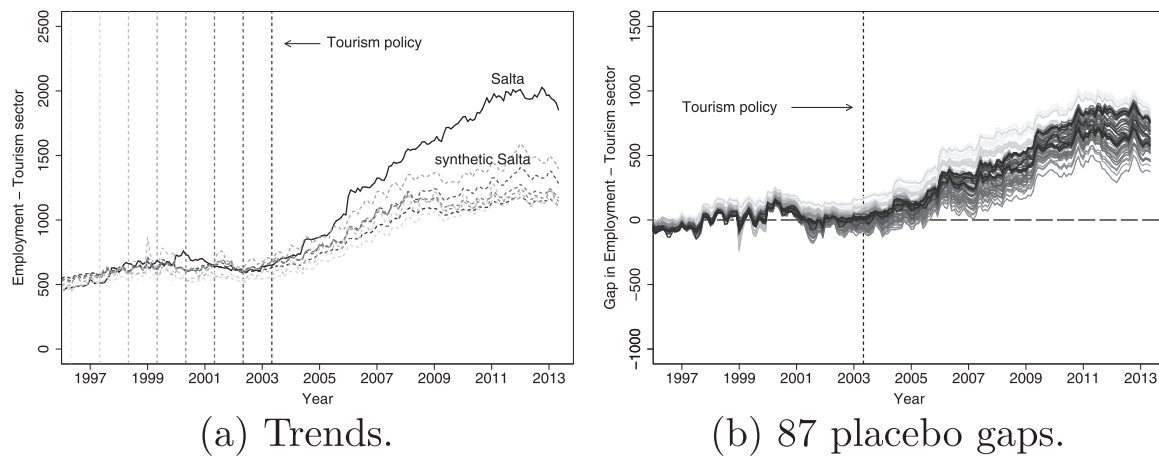 2500
2000
1500
1000
500
0
Employment – Tourism sector
Tourism policy
Salta
synthetic Salta
1997 1999 2001 2003 2005 2007 2009 2011 2013
Year
(a) Trends.
1500
1000
500
0
−500
−1000
Gap in Employment – Tourism sector
Tourism policy
1997 1999 2001 2003 2005 2007 2009 2011 2013
Year
(b) 87 placebo gaps.